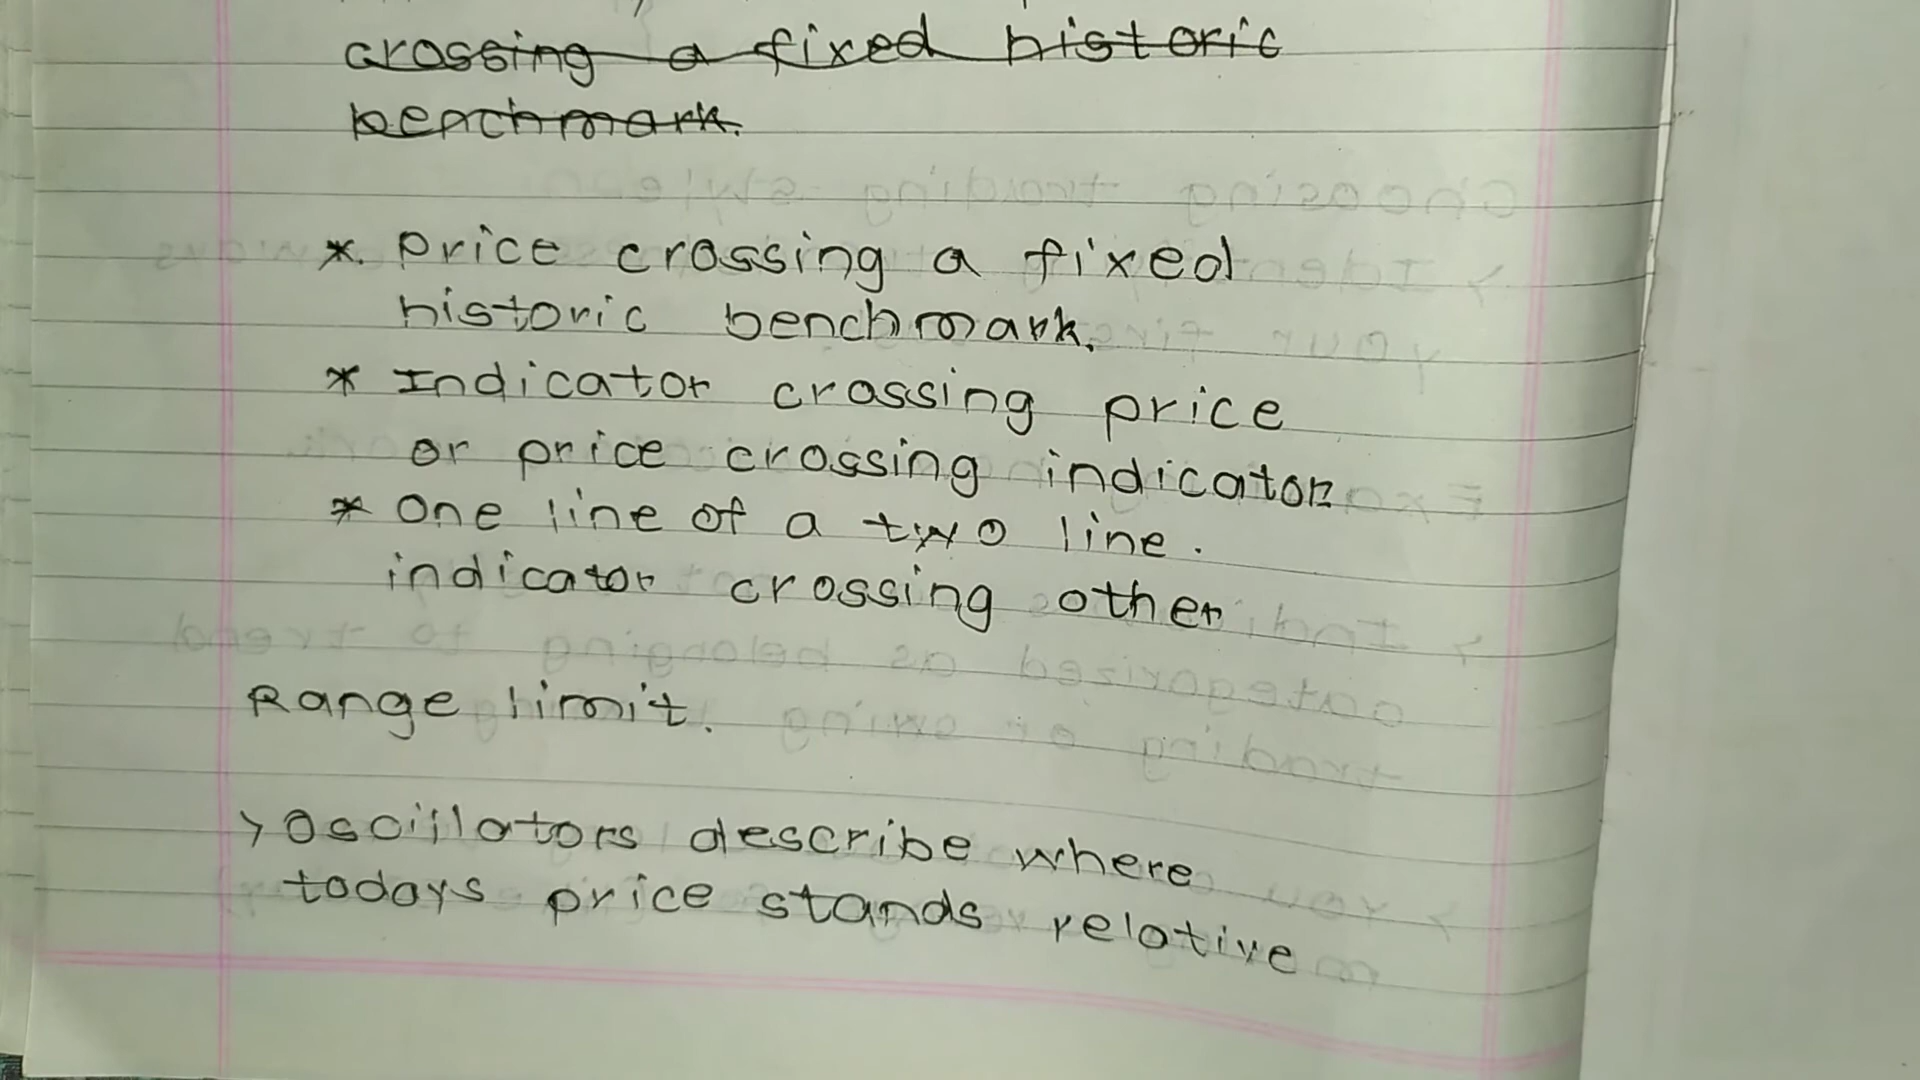 crossing a fixed historic
benchmark.
*. price crossing a fixed
historic benchmark.
* Indicator crossing price
or price crossing indicator
* One line of a two line.
indicator crossing other
Range limit.
> Oscillators describe where
todays price stands relative